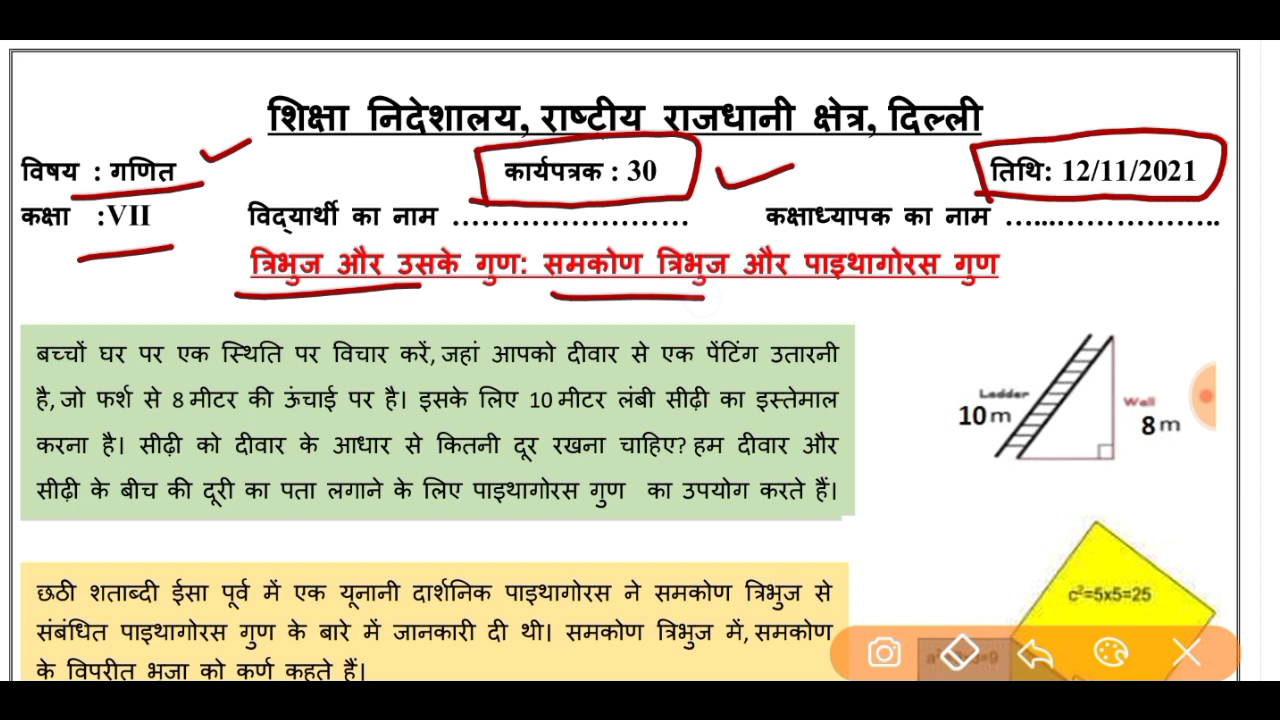 शिक्षा निदेशालय, राष्टीय राजधानी क्षेत्र, दिल्ली
विषय : गणित कार्यपत्रक : 30 तिथि: 12/11/2021
कक्षा :VII विद्यार्थी का नाम …………………… कक्षाध्यापक का नाम …...……………..
त्रिभुज और उसके गुण: समकोण त्रिभुज और पाइथागोरस गुण
बच्चों घर पर एक स्थिति पर विचार करें, जहां आपको दीवार से एक पेंटिंग उतारनी
है, जो फर्श से 8 मीटर की ऊंचाई पर है। इसके लिए 10 मीटर लंबी सीढ़ी का इस्तेमाल
करना है। सीढ़ी को दीवार के आधार से कितनी दूर रखना चाहिए? हम दीवार और
सीढ़ी के बीच की दूरी का पता लगाने के लिए पाइथागोरस गुण का उपयोग करते हैं।
Ladder
10 m
Wall
8 m
छठी शताब्दी ईसा पूर्व में एक यूनानी दार्शनिक पाइथागोरस ने समकोण त्रिभुज से
संबंधित पाइथागोरस गुण के बारे में जानकारी दी थी। समकोण त्रिभुज में, समकोण
के विपरीत भुजा को कर्ण कहते हैं।
c²=5x5=25